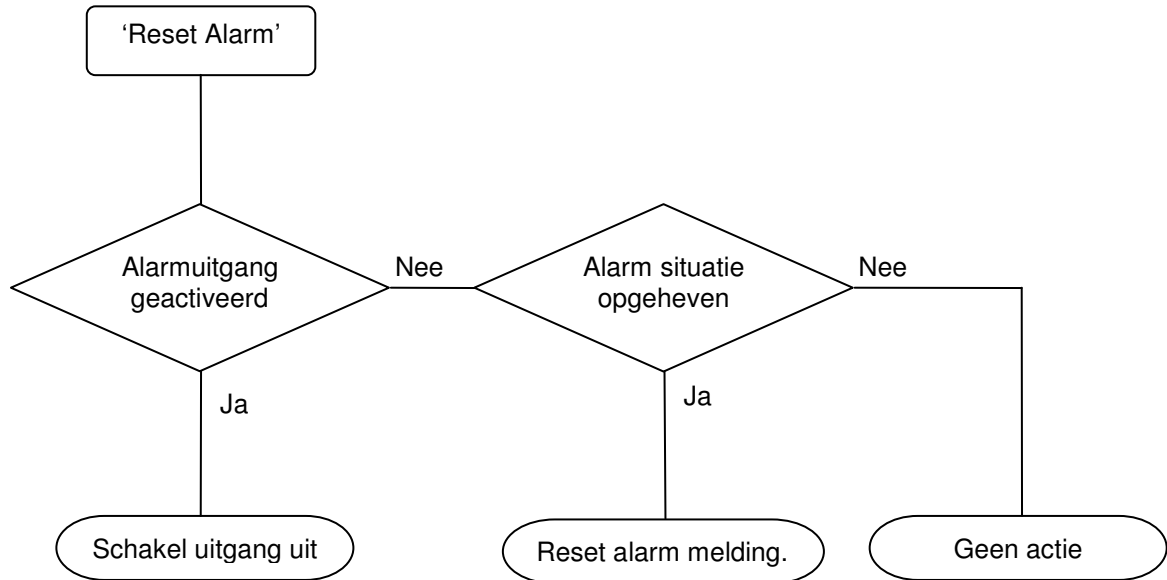 ‘Reset Alarm’
Alarmuitgang
geactiveerd
Nee
Alarm situatie
opgeheven
Nee
Ja
Ja
Schakel uitgang uit
Reset alarm melding.
Geen actie